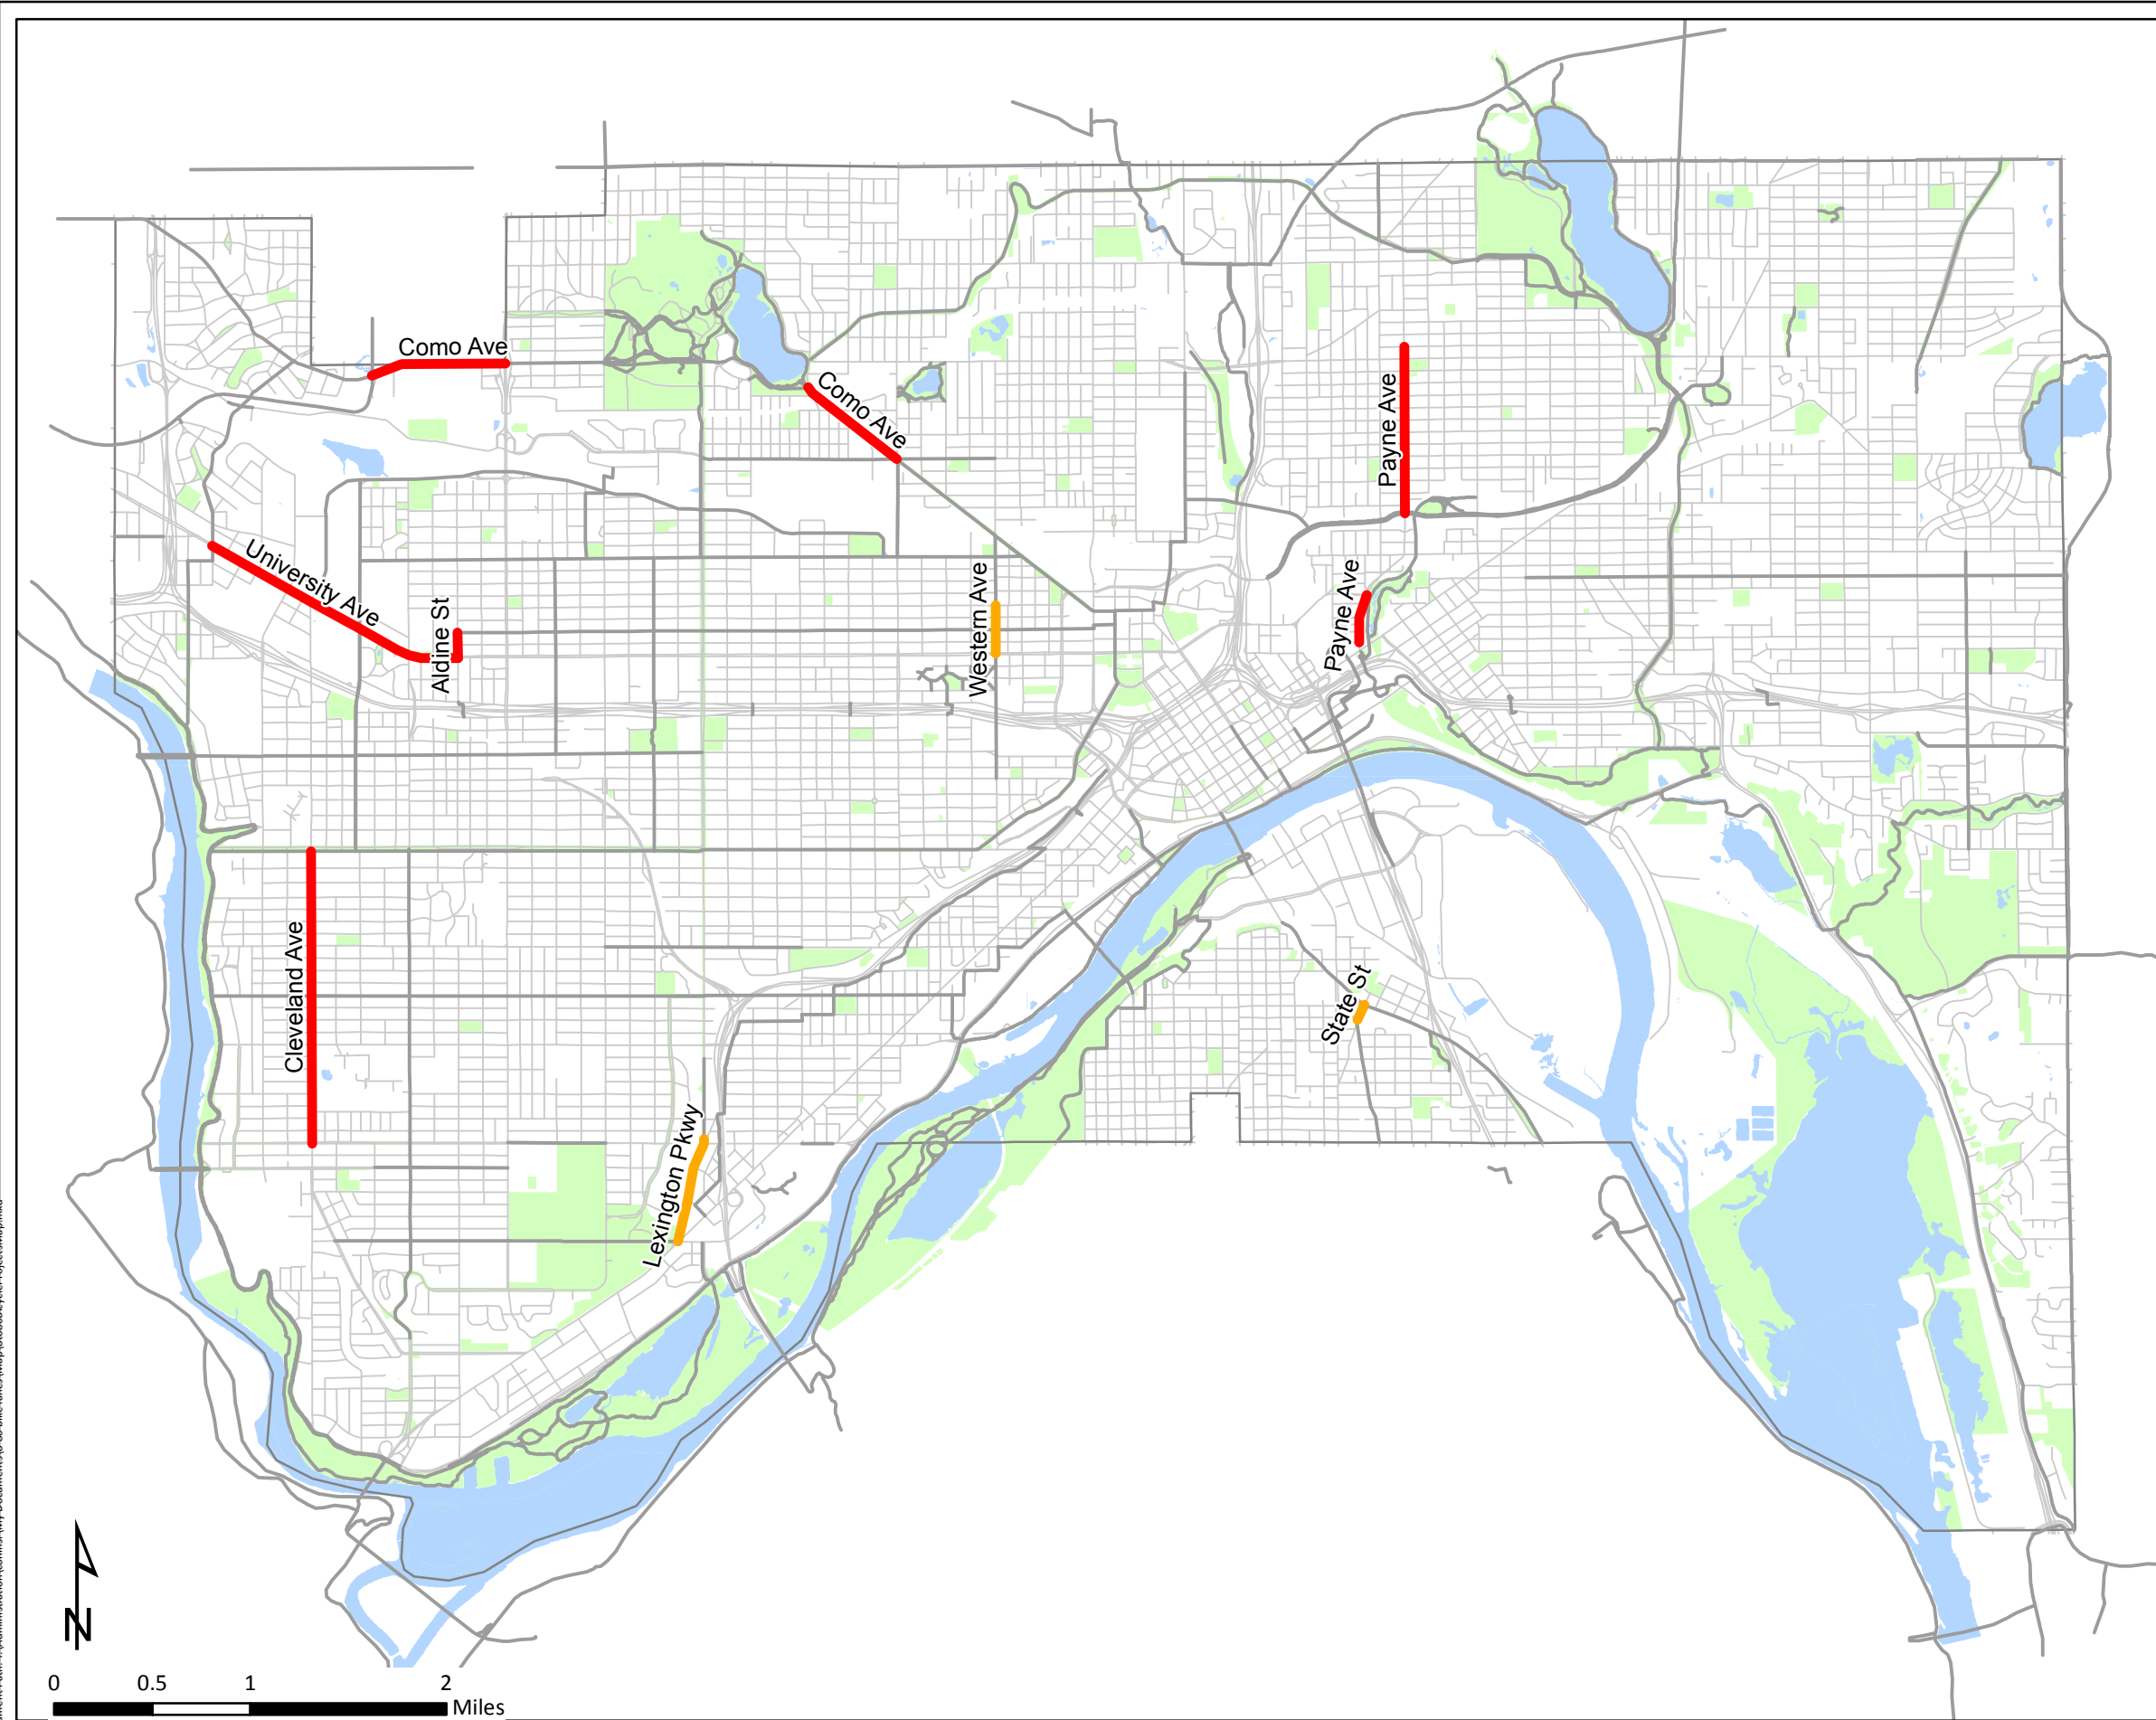 Como Ave
Como Ave
Payne Ave
University Ave
Aldine St
Western Ave
Payne Ave
Cleveland Ave
State St
Lexington Pkwy
N
0 0.5 1 2
Miles